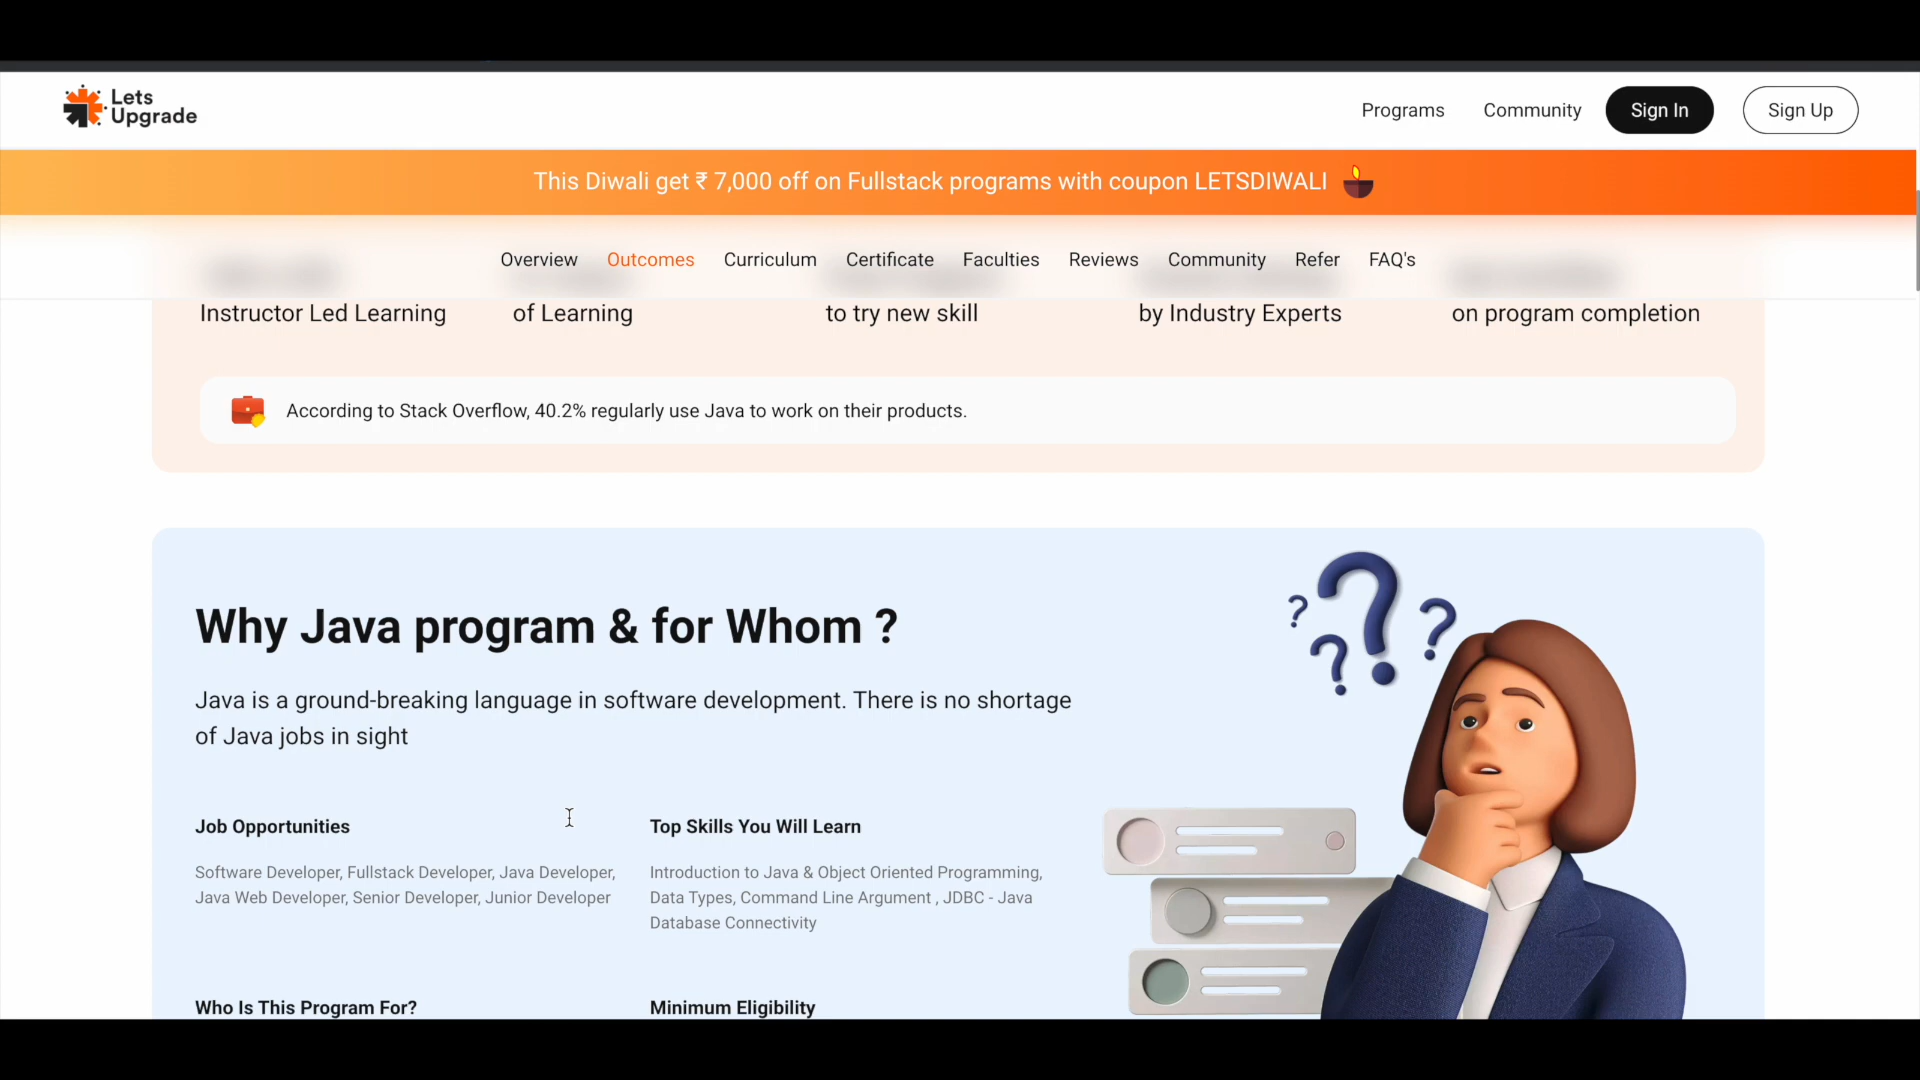 Lets
Upgrade
Programs
Community
Sign In
Sign Up
This Diwali get ₹ 7,000 off on Fullstack programs with coupon LETSDIWALI
Overview
Outcomes
Curriculum
Certificate
Faculties
Reviews
Community
Refer
FAQ's
Instructor Led Learning
of Learning
to try new skill
by Industry Experts
on program completion
According to Stack Overflow, 40.2% regularly use Java to work on their products.
Why Java program & for Whom ?
Java is a ground-breaking language in software development. There is no shortage
of Java jobs in sight
Job Opportunities
Software Developer, Fullstack Developer, Java Developer,
Java Web Developer, Senior Developer, Junior Developer
Top Skills You Will Learn
Introduction to Java & Object Oriented Programming,
Data Types, Command Line Argument , JDBC - Java
Database Connectivity
Who Is This Program For?
Minimum Eligibility